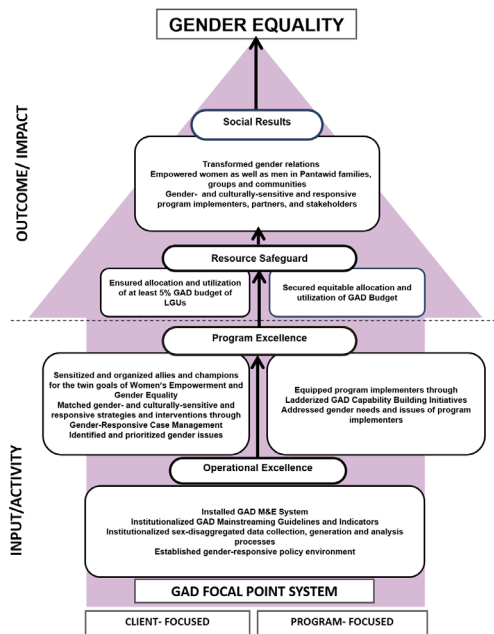 GENDER EQUALITY
OUTCOME/ IMPACT
Social Results
Transformed gender relations
Empowered women as well as men in Pantawid families,
groups and communities
Gender- and culturally-sensitive and responsive
program implementers, partners, and stakeholders
Resource Safeguard
Ensured allocation and utilization
of at least 5% GAD budget of
LGUs
Secured equitable allocation and
utilization of GAD Budget
INPUT/ACTIVITY
Program Excellence
Sensitized and organized allies and champions
for the twin goals of Women's Empowerment and
Gender Equality
Matched gender- and culturally-sensitive and
responsive strategies and interventions through
Gender-Responsive Case Management
Identified and prioritized gender issues
Equipped program implementers through
Ladderized GAD Capability Building Initiatives
Addressed gender needs and issues of program
implementers
Operational Excellence
Installed GAD M&E System
Institutionalized GAD Mainstreaming Guidelines and Indicators
Institutionalized sex-disaggregated data collection, generation and analysis
processes
Established gender-responsive policy environment
GAD FOCAL POINT SYSTEM
CLIENT- FOCUSED
PROGRAM- FOCUSED